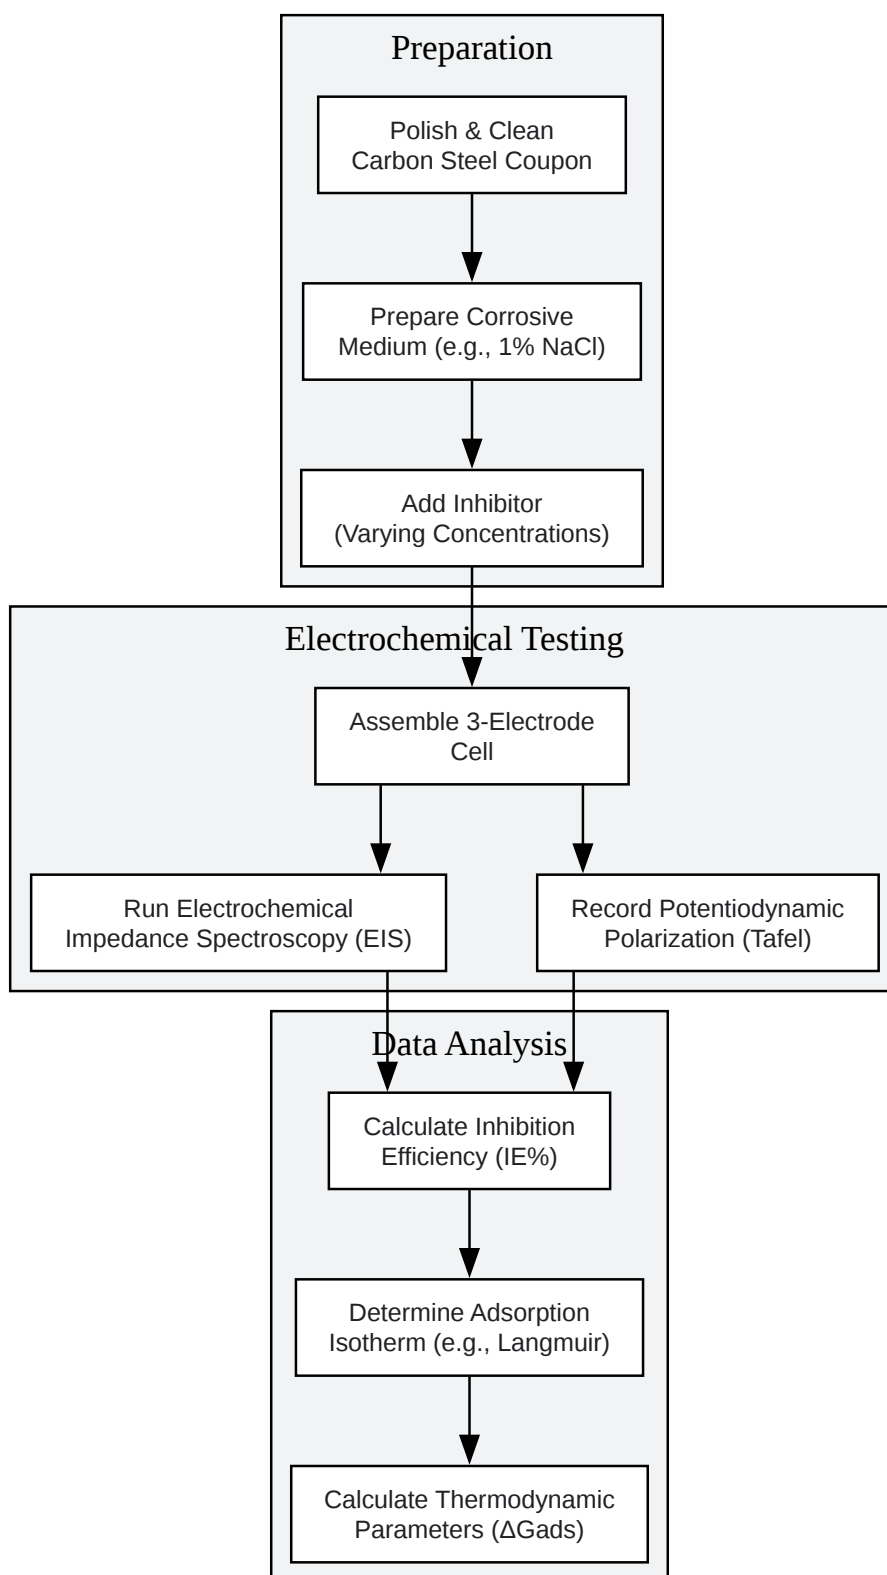 Preparation
Polish & Clean
Carbon Steel Coupon
Prepare Corrosive
Medium (e.g., 1% NaCl)
Add Inhibitor
(Varying Concentrations)
Electrochemical Testing
Assemble 3-Electrode
Cell
Run Electrochemical
Impedance Spectroscopy (EIS)
Record Potentiodynamic
Polarization (Tafel)
Data Analysis
Calculate Inhibition
Efficiency (IE%)
Determine Adsorption
Isotherm (e.g., Langmuir)
Calculate Thermodynamic
Parameters (ΔGads)